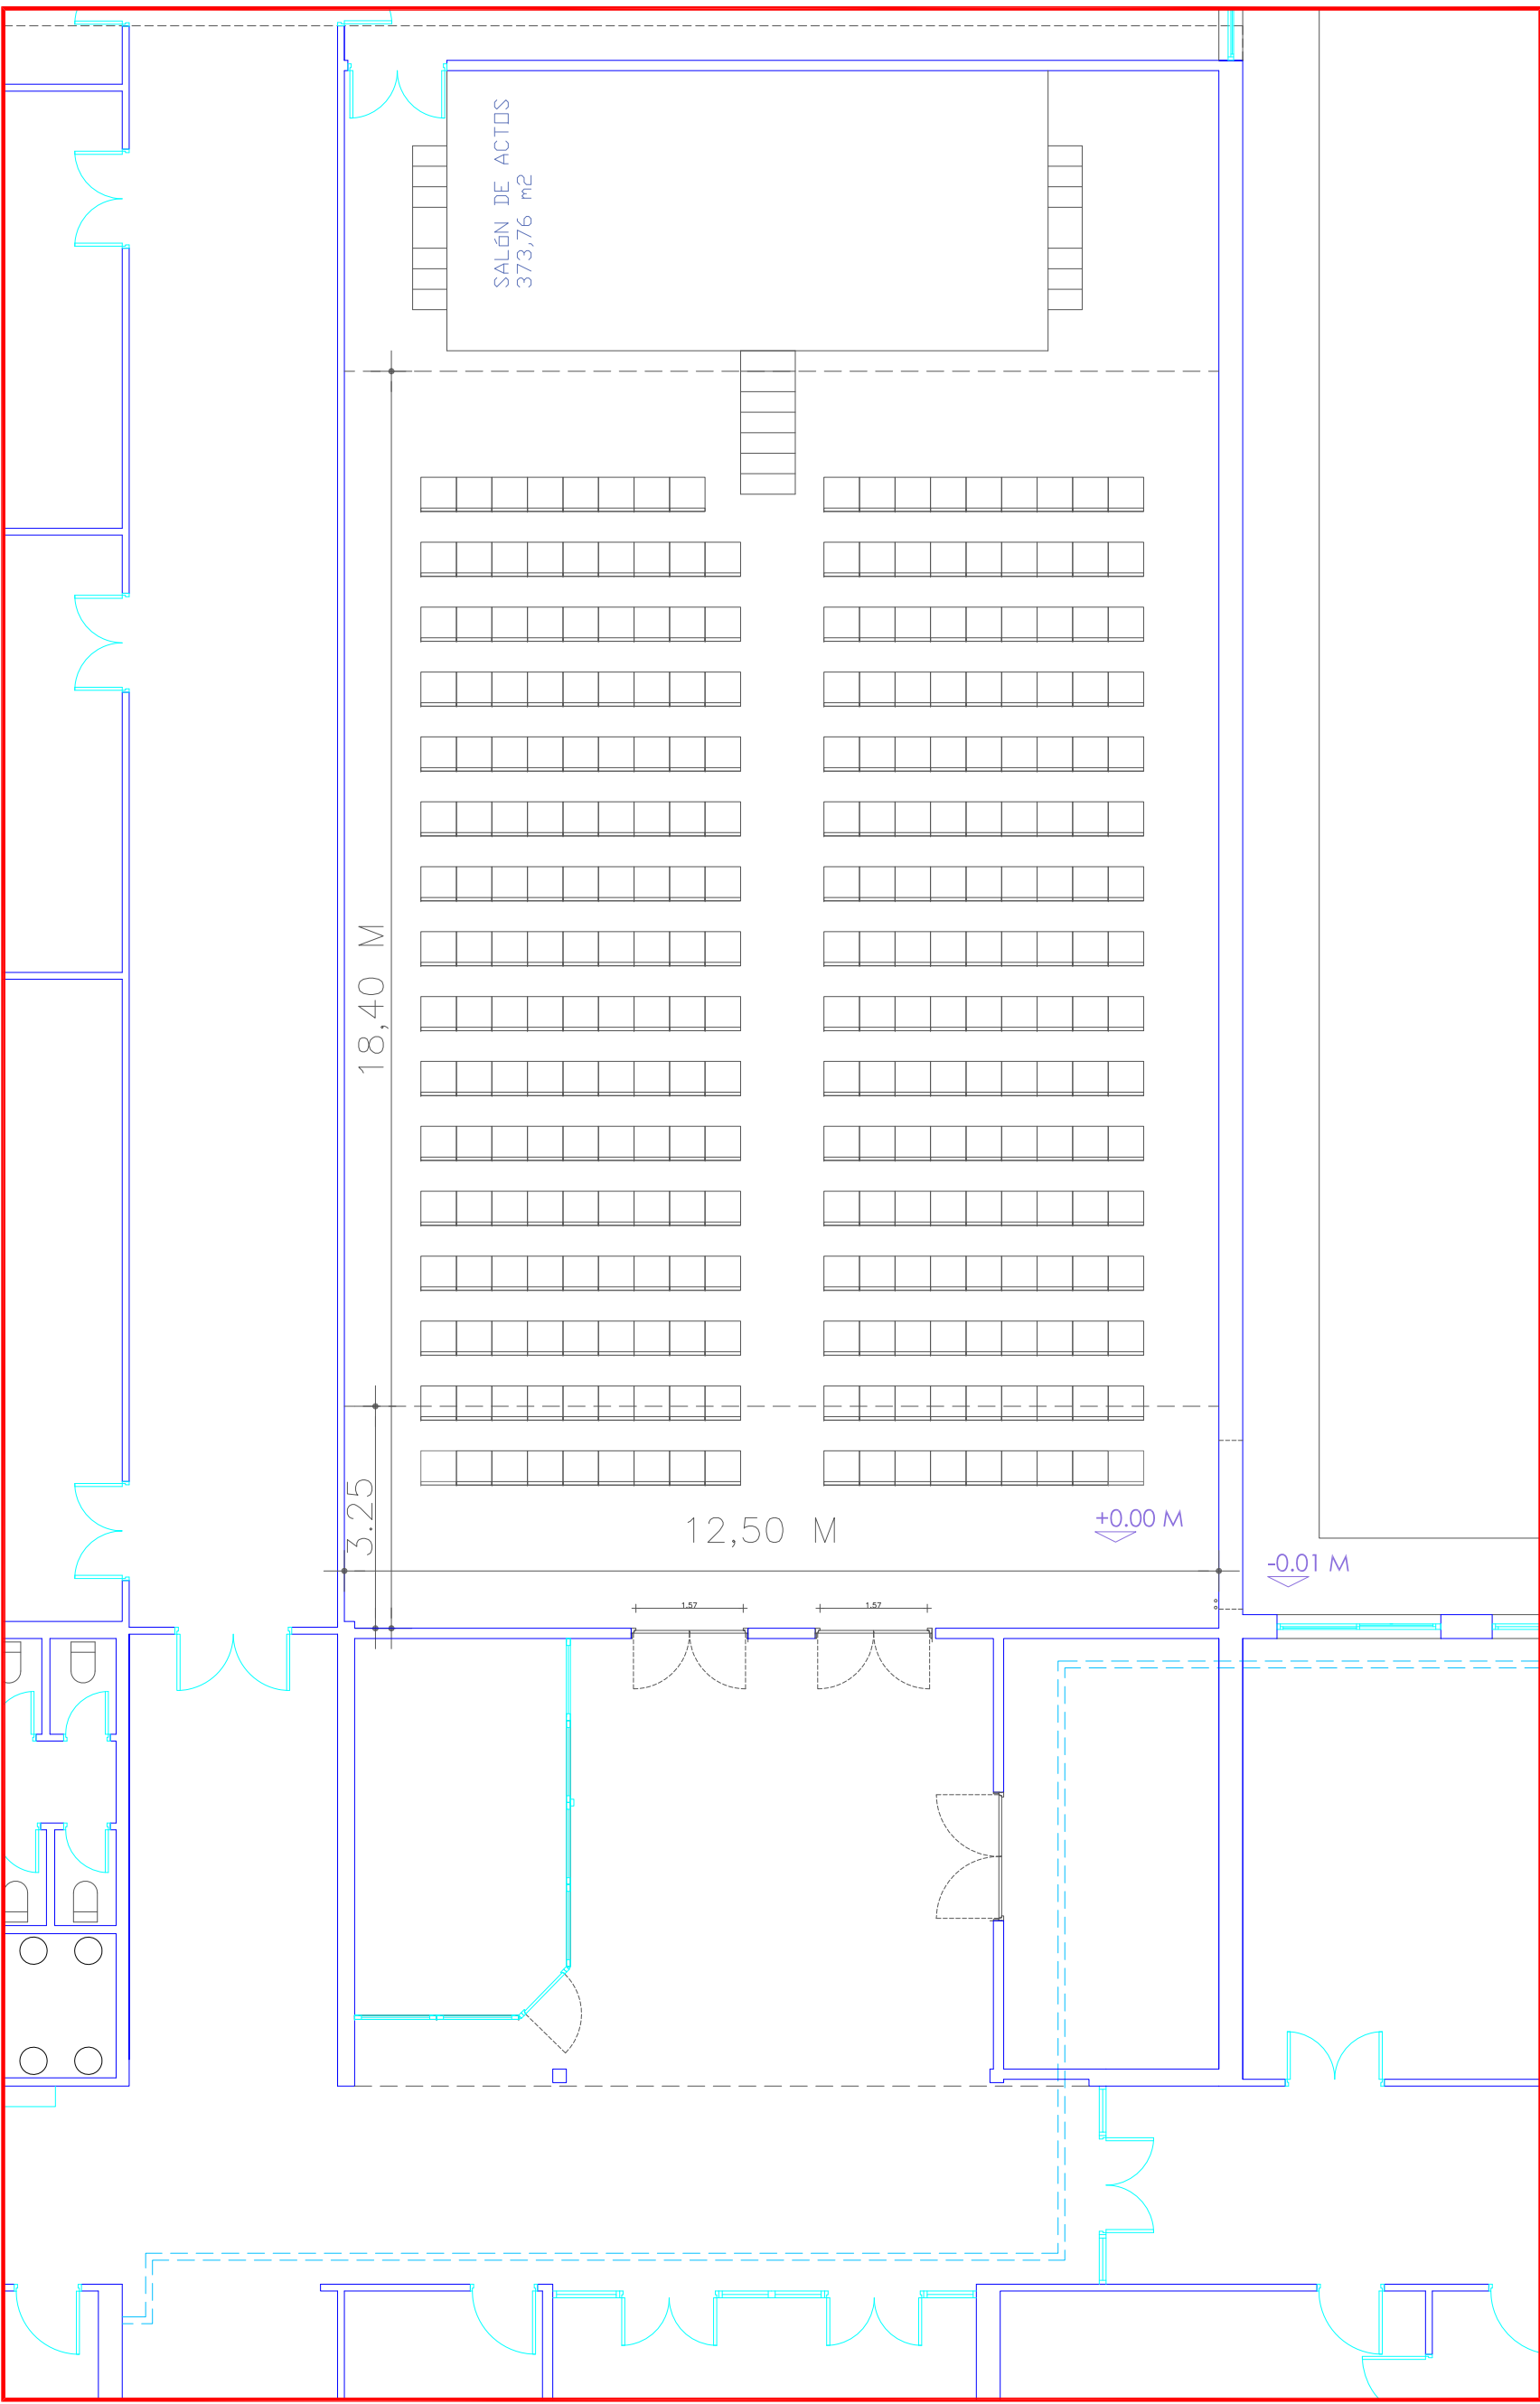 SALÓN DE ACTOS
373,76 m2
18,40 M
3.25
12,50 M
+0.00 M
-0.01 M
1.57
1.57